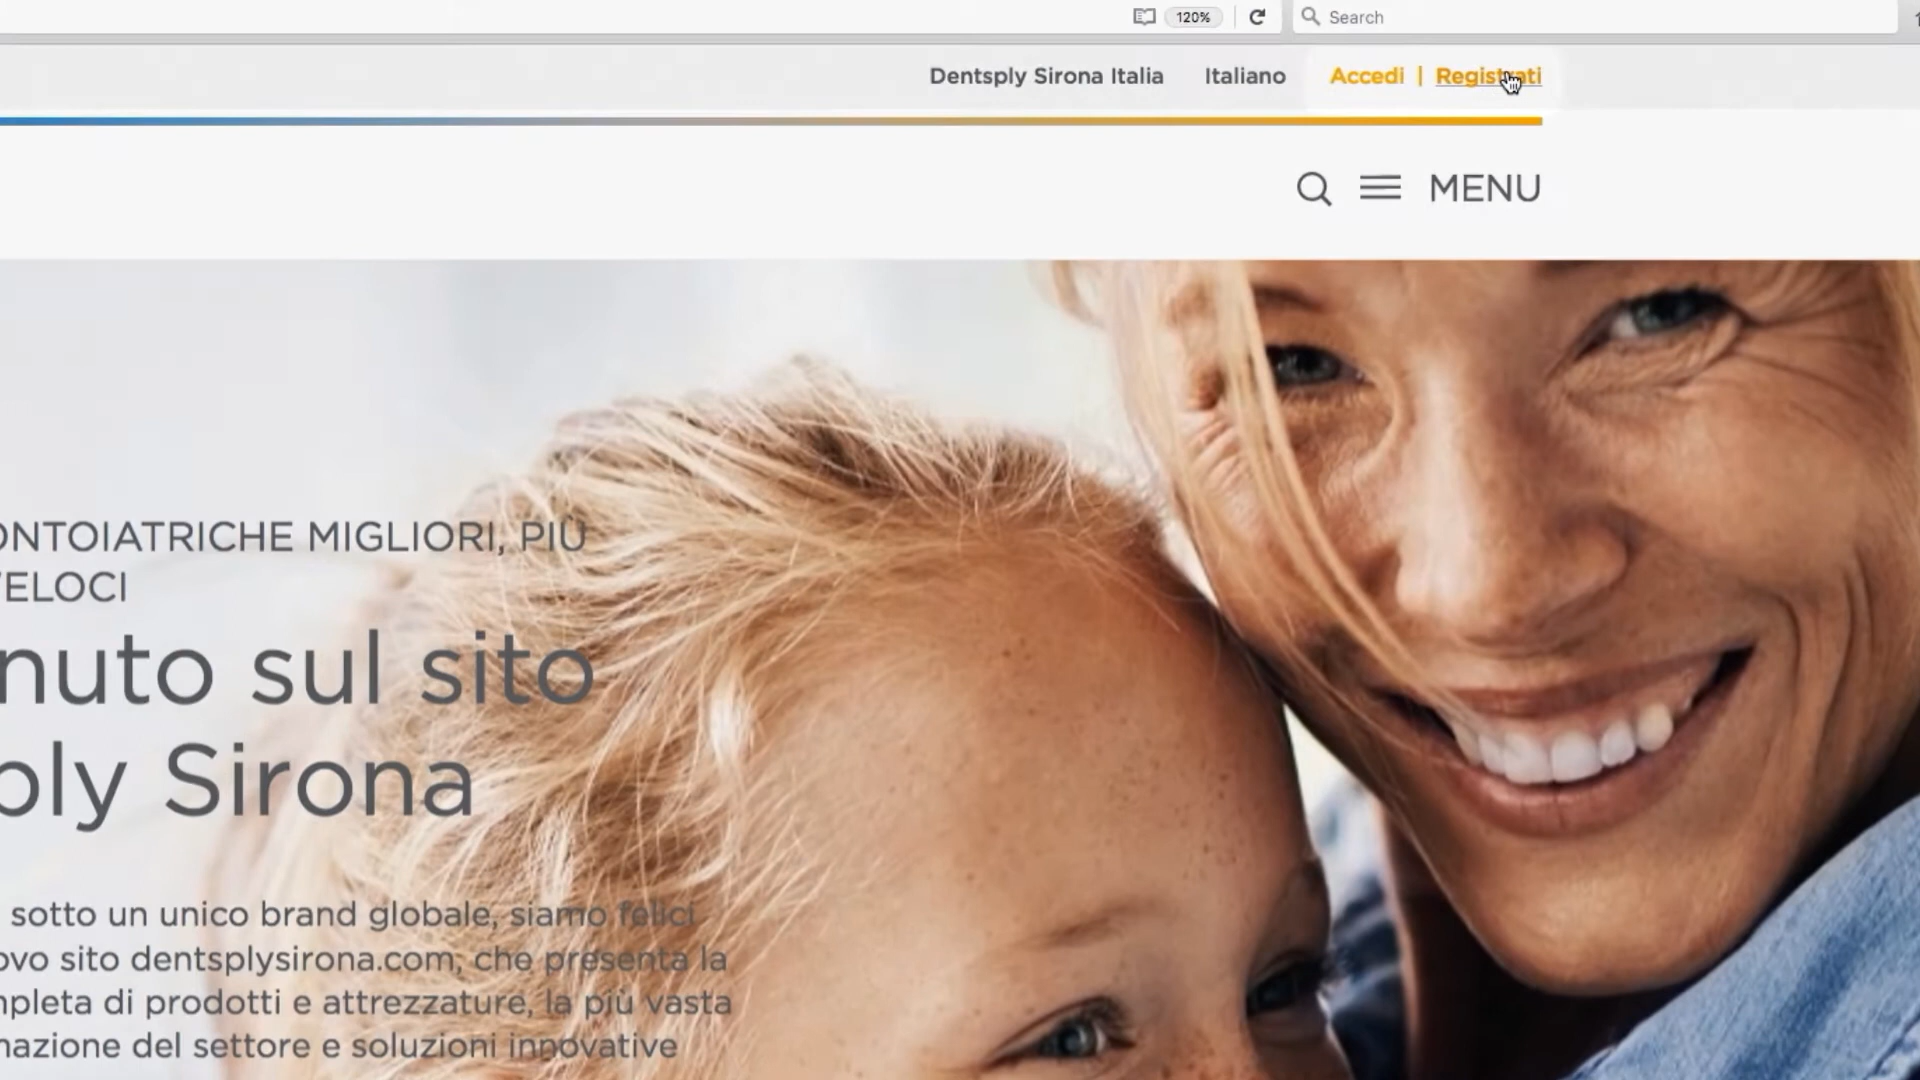 120%
Search
Dentsply Sirona Italia
Italiano
Accedi | Registrati
MENU
ONTOIATRICHE MIGLIORI, PIÙ
VELOCI
nuto sul sito
ply Sirona
sotto un unico brand globale, siamo felici
ovo sito dentsplysirona.com, che presenta la
mpleta di prodotti e attrezzature, la più vasta
mazione del settore e soluzioni innovative